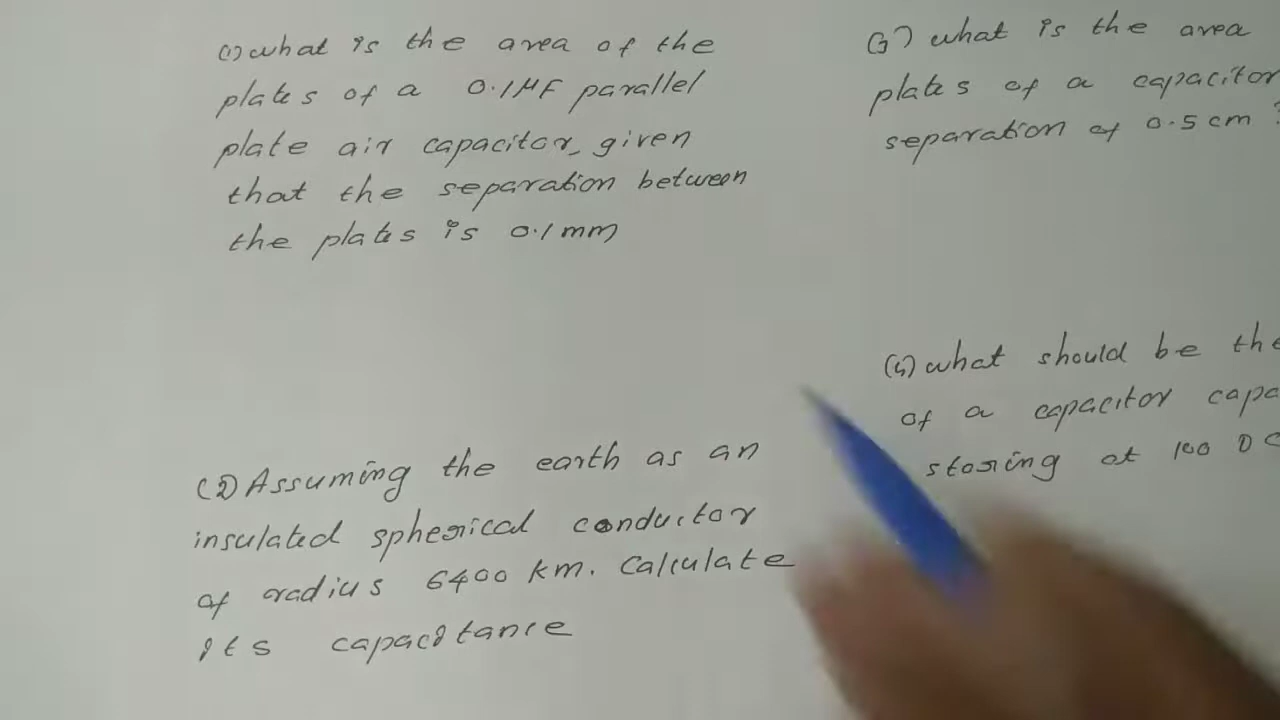 (1) what is the area of the
plates of a 0.1μF parallel
plate air capacitor, given
that the separation between
the plates is 0.1mm
(2) Assuming the earth as an
insulated spherical conductor
of radius 6400 km. Calculate
its capacitance
(3) what is the area
plates of a capacitor
separation of 0.5cm
(4) what should be the
of a capacitor
storing at 100